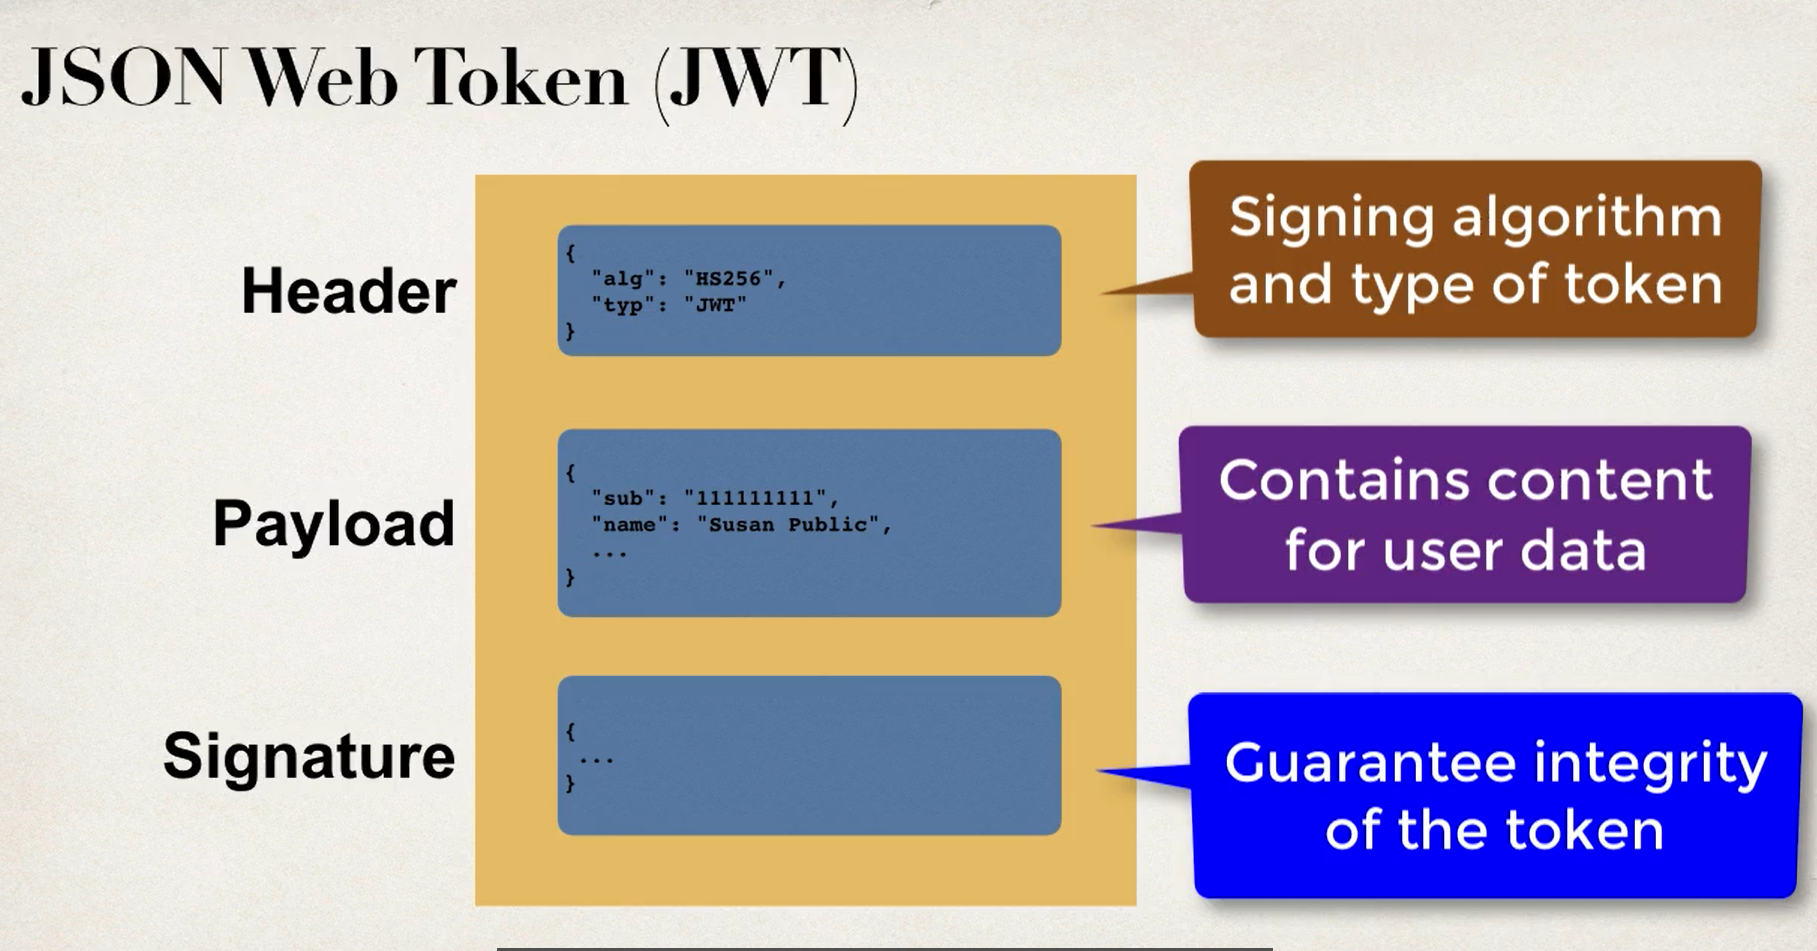 JSON Web Token (JWT)
Header
{
"alg": "HS256",
"typ": "JWT"
}
Signing algorithm
and type of token
Payload
{
"sub": "111111111",
"name": "Susan Public",
...
}
Contains content
for user data
Signature
{
...
}
Guarantee integrity
of the token